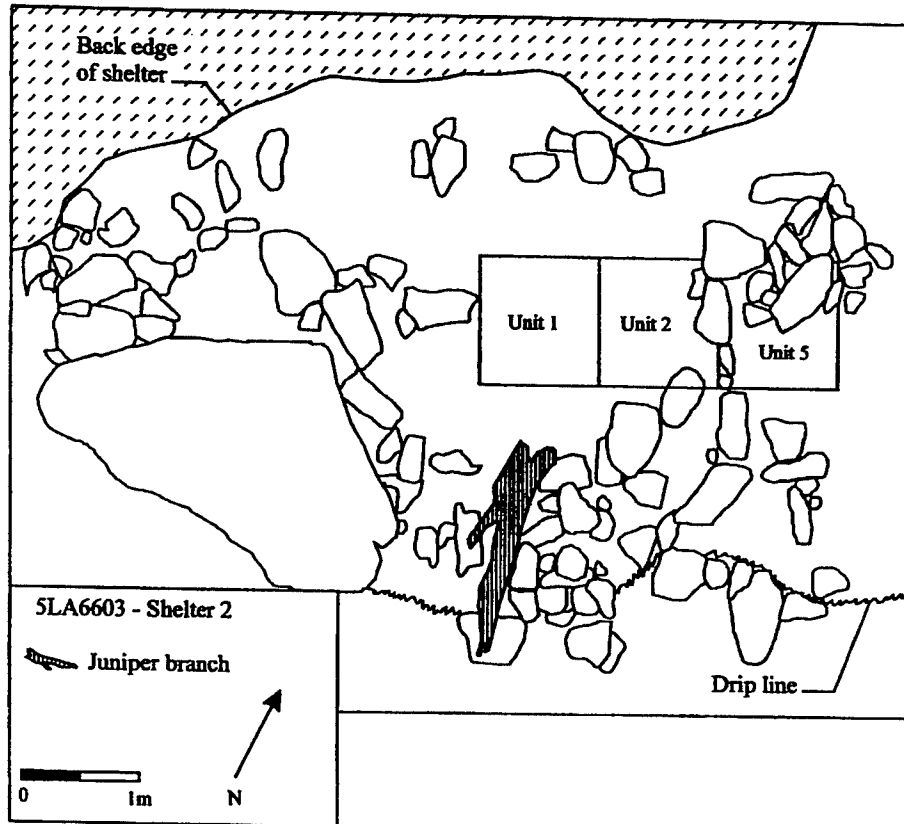 Back edge
of shelter
Unit 1
Unit 2
Unit 5
5LA6603 - Shelter 2
Juniper branch
Drip line
0
1m
N